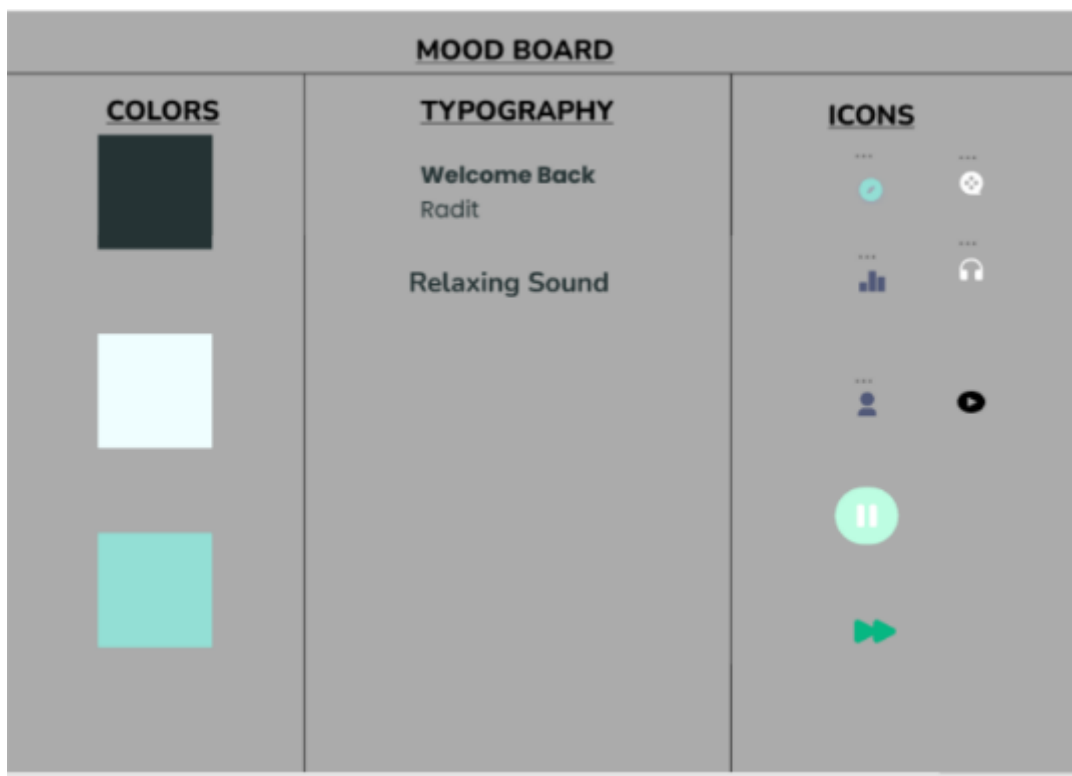 MOOD BOARD
COLORS
TYPOGRAPHY
Welcome Back
Radit
Relaxing Sound
ICONS